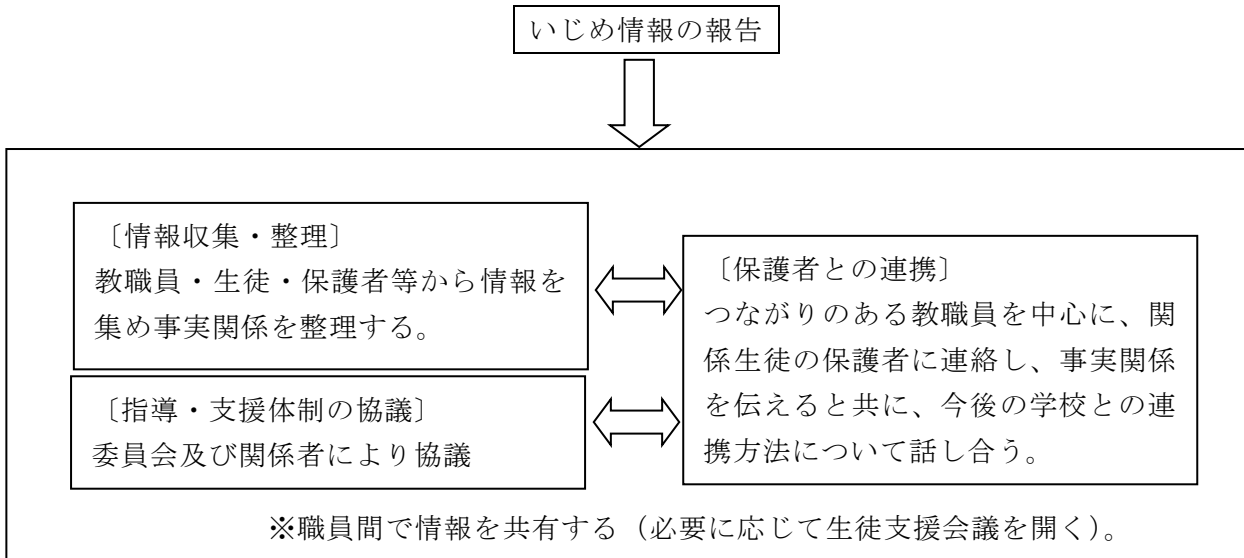 いじめ情報の報告
〔情報収集・整理〕
教職員・生徒・保護者等から情報を
集め事実関係を整理する。
〔指導・支援体制の協議〕
委員会及び関係者により協議
〔保護者との連携〕
つながりのある教職員を中心に、関
係生徒の保護者に連絡し、事実関係
を伝えると共に、今後の学校との連
携方法について話し合う。
※職員間で情報を共有する（必要に応じて生徒支援会議を開く）。